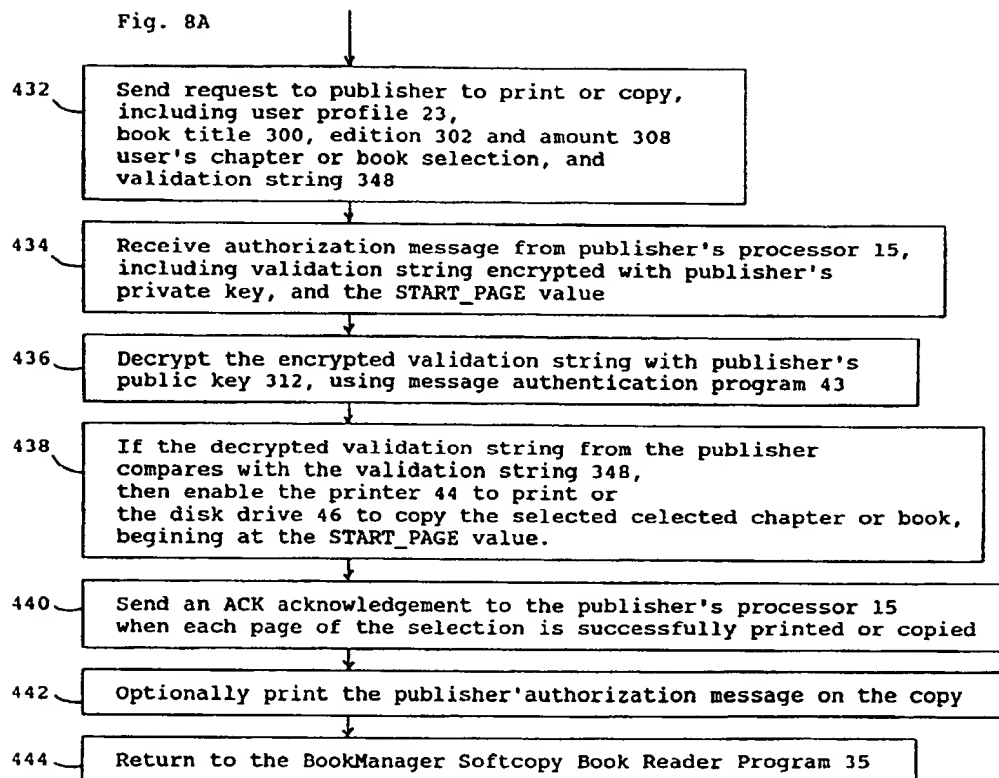 Fig. 8A
432
Send request to publisher to print or copy,
including user profile 23,
book title 300, edition 302 and amount 308
user's chapter or book selection, and
validation string 348
434
Receive authorization message from publisher's processor 15,
including validation string encrypted with publisher's
private key, and the START_PAGE value
436
Decrypt the encrypted validation string with publisher's
public key 312, using message authentication program 43
438
If the decrypted validation string from the publisher
compares with the validation string 348,
then enable the printer 44 to print or
the disk drive 46 to copy the selected celected chapter or book,
begining at the START_PAGE value.
440
Send an ACK acknowledgement to the publisher's processor 15
when each page of the selection is successfully printed or copied
442
Optionally print the publisher'authorization message on the copy
444
Return to the BookManager Softcopy Book Reader Program 35